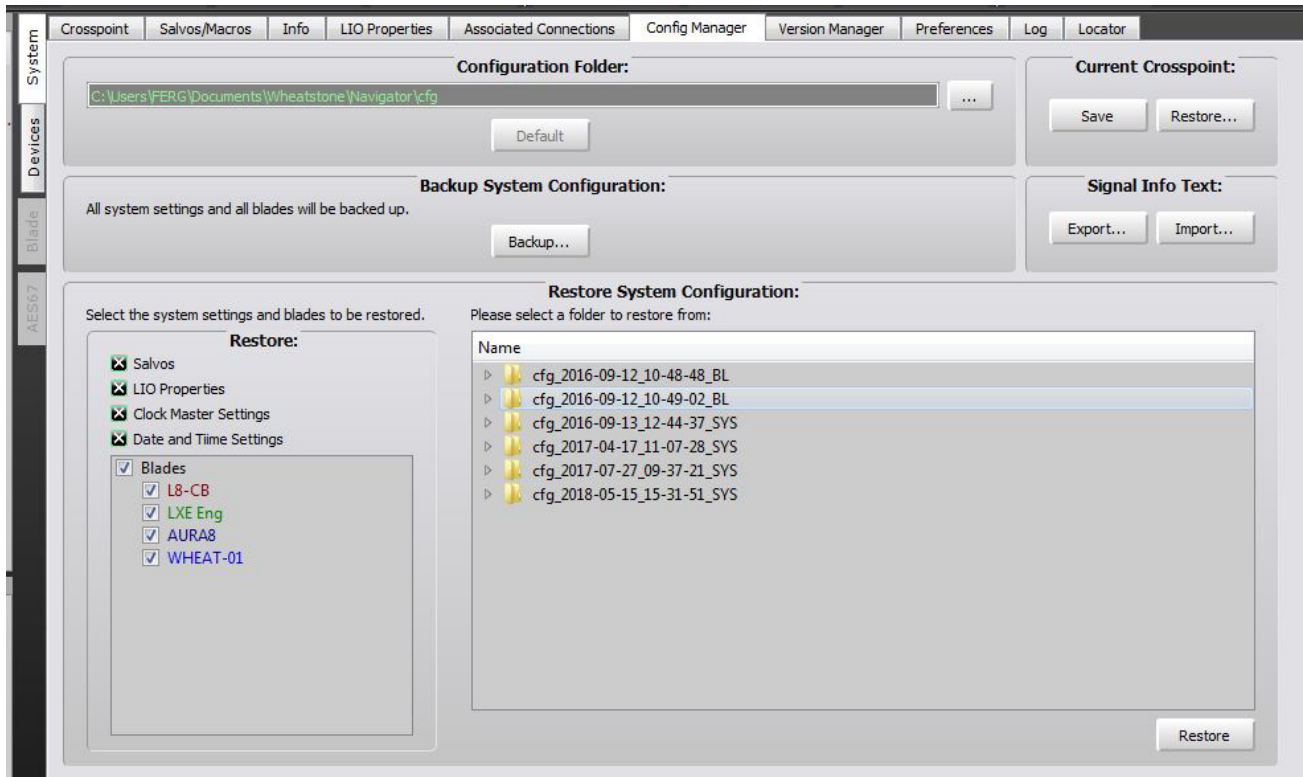 Crosspoint Salvos/Macros Info LIO Properties Associated Connections Config Manager Version Manager Preferences Log Locator
System
Devices
Blade
AES67
Configuration Folder:
C:\Users\FERG\Documents\Wheatstone\Navigator\cfg
...
Default
Current Crosspoint:
Save Restore...
Backup System Configuration:
All system settings and all blades will be backed up.
Backup...
Signal Info Text:
Export... Import...
Restore System Configuration:
Select the system settings and blades to be restored.
Restore:
Salvos
LIO Properties
Clock Master Settings
Date and Tiime Settings
Blades
L8-CB
LXE Eng
AURA8
WHEAT-01
Please select a folder to restore from:
Name
cfg_2016-09-12_10-48-48_BL
cfg_2016-09-12_10-49-02_BL
cfg_2016-09-13_12-44-37_SYS
cfg_2017-04-17_11-07-28_SYS
cfg_2017-07-27_09-37-21_SYS
cfg_2018-05-15_15-31-51_SYS
Restore